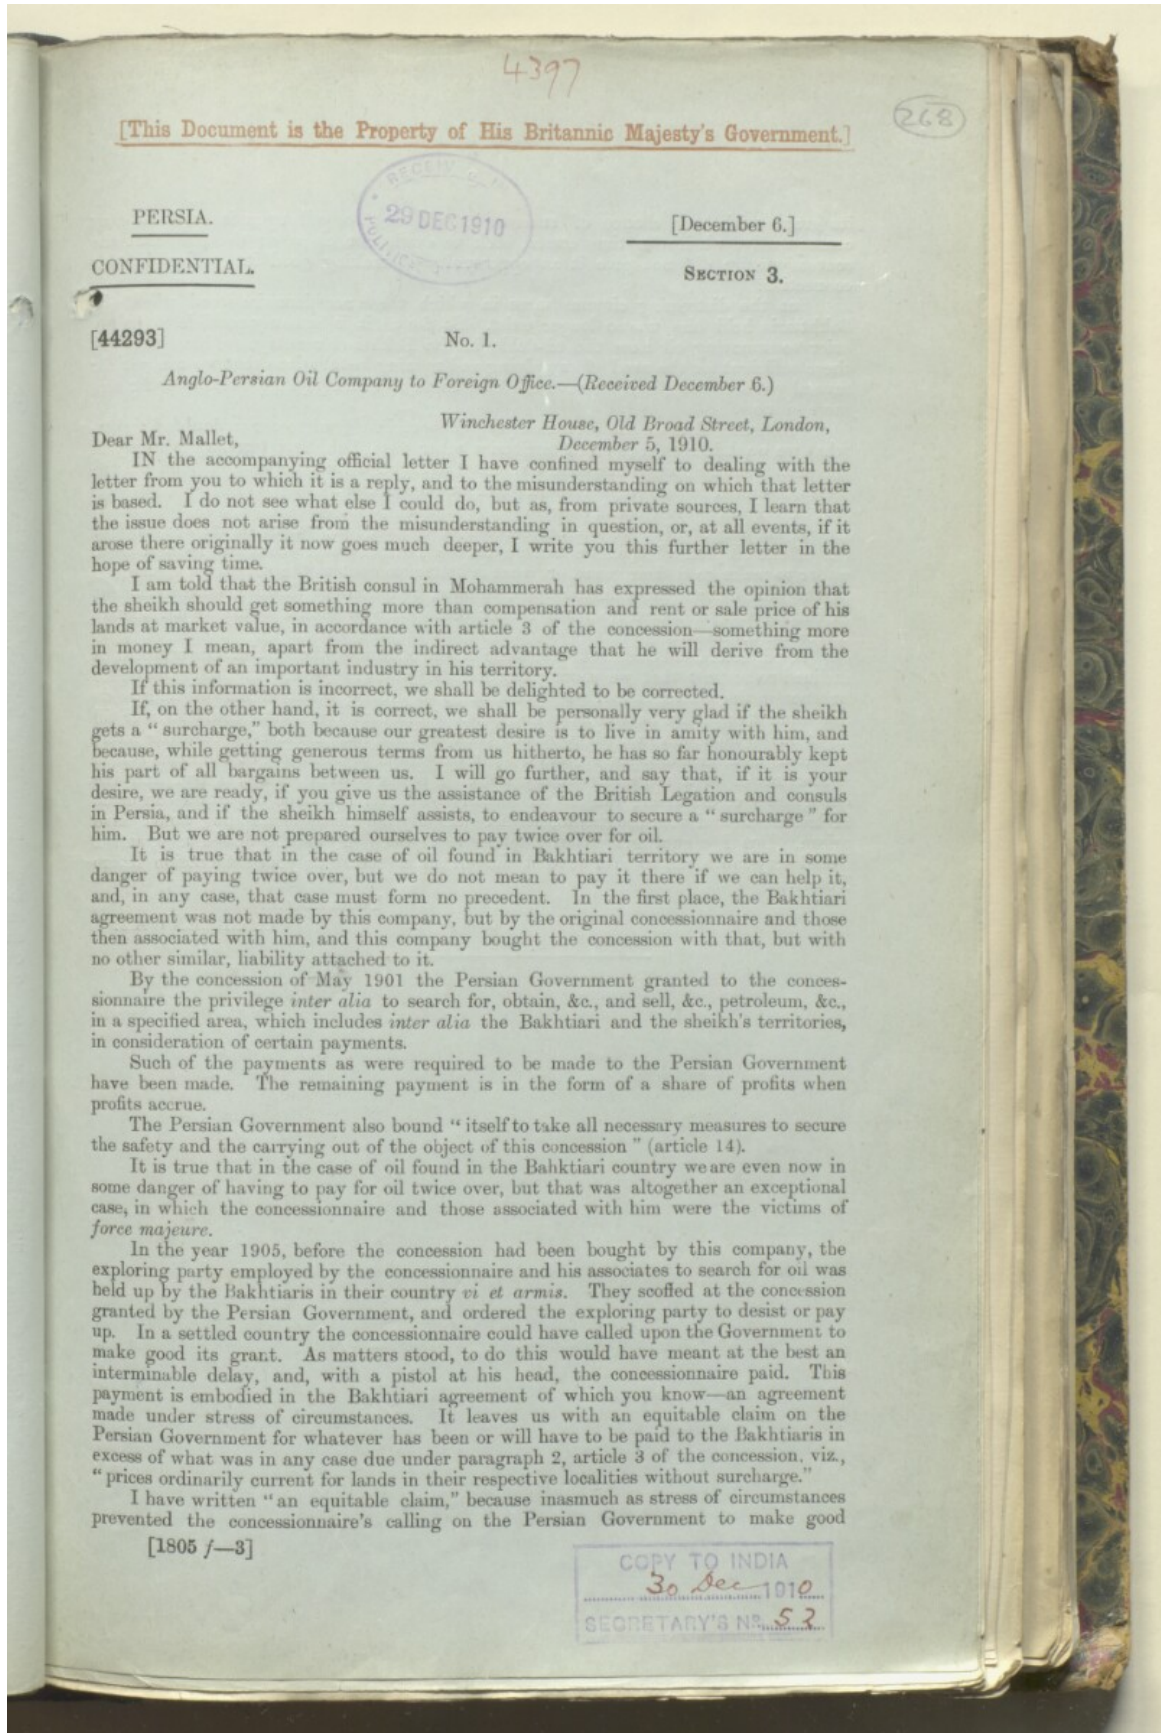 4397
268
[This Document is the Property of His Britannic Majesty's Government.]
29 DEC 1910
PERSIA.
[December 6.]
CONFIDENTIAL.
SECTION 3.
[44293]
No. 1.
Anglo-Persian Oil Company to Foreign Office.—(Received December 6.)
Winchester House, Old Broad Street, London,
Dear Mr. Mallet,
December 5, 1910.
IN the accompanying official letter I have confined myself to dealing with the
letter from you to which it is a reply, and to the misunderstanding on which that letter
is based. I do not see what else I could do, but as, from private sources, I learn that
the issue does not arise from the misunderstanding in question, or, at all events, if it
arose there originally it now goes much deeper, I write you this further letter in the
hope of saving time.
I am told that the British consul in Mohammerah has expressed the opinion that
the sheikh should get something more than compensation and rent or sale price of his
lands at market value, in accordance with article 3 of the concession—something more
in money I mean, apart from the indirect advantage that he will derive from the
development of an important industry in his territory.
If this information is incorrect, we shall be delighted to be corrected.
If, on the other hand, it is correct, we shall be personally very glad if the sheikh
gets a "surcharge," both because our greatest desire is to live in amity with him, and
because, while getting generous terms from us hitherto, he has so far honourably kept
his part of all bargains between us. I will go further, and say that, if it is your
desire, we are ready, if you give us the assistance of the British Legation and consuls
in Persia, and if the sheikh himself assists, to endeavour to secure a "surcharge" for
him. But we are not prepared ourselves to pay twice over for oil.
It is true that in the case of oil found in Bakhtiari territory we are in some
danger of paying twice over, but we do not mean to pay it there if we can help it,
and, in any case, that case must form no precedent. In the first place, the Bakhtiari
agreement was not made by this company, but by the original concessionnaire and those
then associated with him, and this company bought the concession with that, but with
no other similar, liability attached to it.
By the concession of May 1901 the Persian Government granted to the conces-
sionnaire the privilege inter alia to search for, obtain, &c., and sell, &c., petroleum, &c.,
in a specified area, which includes inter alia the Bakhtiari and the sheikh's territories,
in consideration of certain payments.
Such of the payments as were required to be made to the Persian Government
have been made. The remaining payment is in the form of a share of profits when
profits accrue.
The Persian Government also bound "itself to take all necessary measures to secure
the safety and the carrying out of the object of this concession" (article 14).
It is true that in the case of oil found in the Bahktiari country we are even now in
some danger of having to pay for oil twice over, but that was altogether an exceptional
case, in which the concessionnaire and those associated with him were the victims of
force majeure.
In the year 1905, before the concession had been bought by this company, the
exploring party employed by the concessionnaire and his associates to search for oil was
held up by the Bakhtiaris in their country vi et armis. They scoffed at the concession
granted by the Persian Government, and ordered the exploring party to desist or pay
up. In a settled country the concessionnaire could have called upon the Government to
make good its grant. As matters stood, to do this would have meant at the best an
interminable delay, and, with a pistol at his head, the concessionnaire paid. This
payment is embodied in the Bakhtiari agreement of which you know—an agreement
made under stress of circumstances. It leaves us with an equitable claim on the
Persian Government for whatever has been or will have to be paid to the Bakhtiaris in
excess of what was in any case due under paragraph 2, article 3 of the concession, viz.,
"prices ordinarily current for lands in their respective localities without surcharge."
I have written "an equitable claim," because inasmuch as stress of circumstances
prevented the concessionnaire's calling on the Persian Government to make good
[1805 f—3]
COPY TO INDIA
30 Dec 1910
SECRETARY'S No. 52